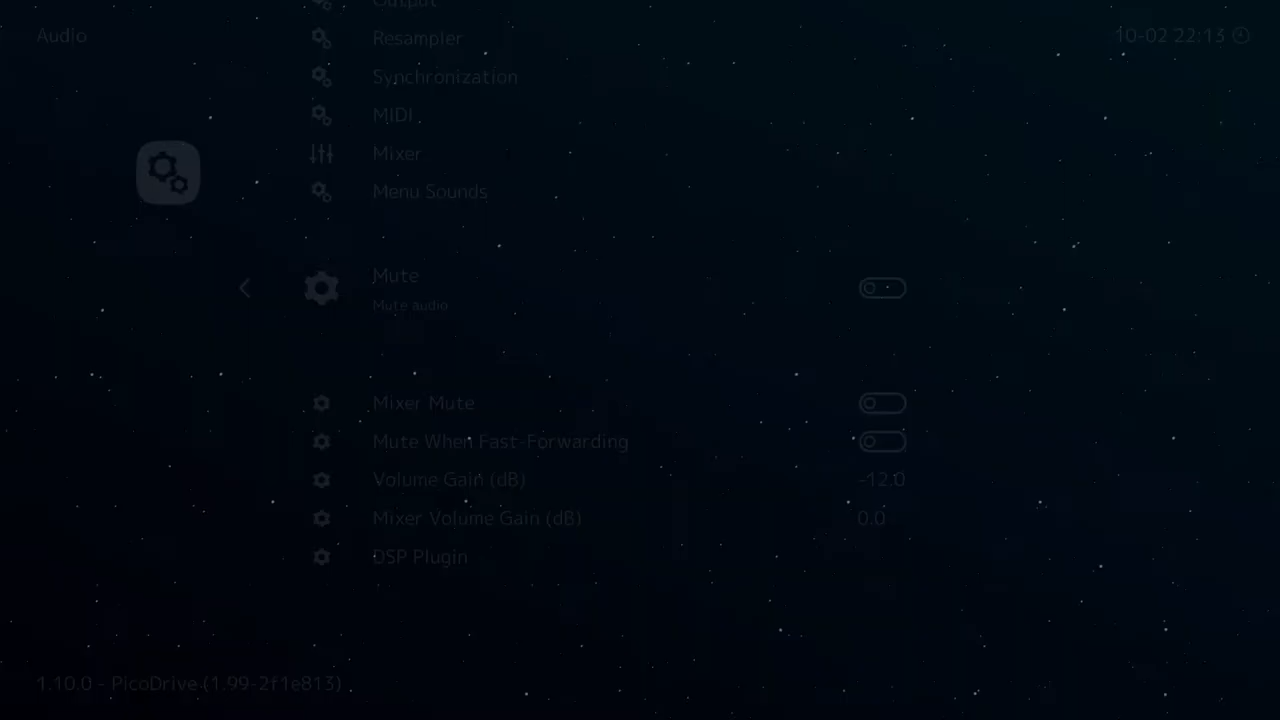 Output
Audio
10-02 22:13
Resampler
Synchronization
MIDI
Mixer
Menu Sounds
Mute
Mute audio
Mixer Mute
Mute When Fast-Forwarding
Volume Gain (dB) -12.0
Mixer Volume Gain (dB) 0.0
DSP Plugin
1.10.0 - PicoDrive (1.99-2f1e813)